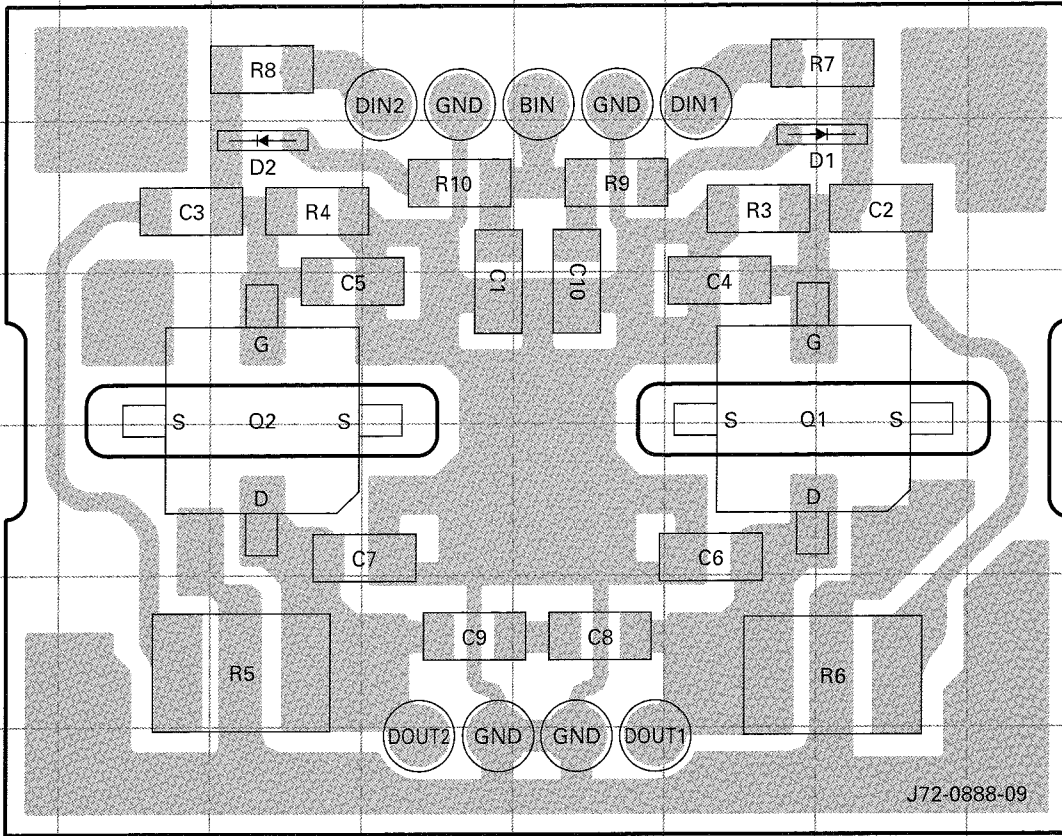 R8
R7
DIN2 GND BIN GND DIN1
D2
D1
R10
R9
C3
R4
R3
C2
C5
C1
C10
C4
G
G
S Q2 S
S Q1 S
D
D
C7
C6
C9
C8
R5
R6
DOUT2 GND GND DOUT1
J72-0888-09